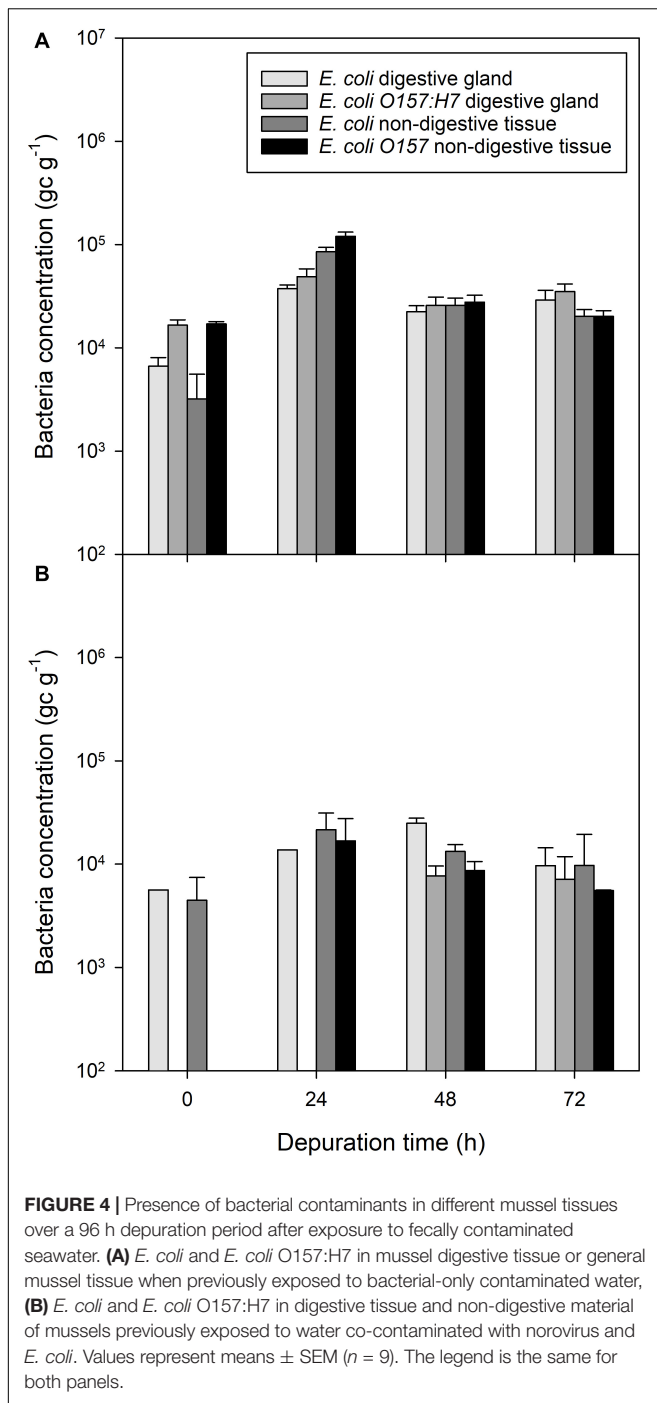 A
Bacteria concentration (gc g-1)
10^7
10^6
10^5
10^4
10^3
10^2
E. coli digestive gland
E. coli O157:H7 digestive gland
E. coli non-digestive tissue
E. coli O157 non-digestive tissue
B
Bacteria concentration (gc g-1)
10^6
10^5
10^4
10^3
10^2
0 24 48 72
Depuration time (h)
FIGURE 4 | Presence of bacterial contaminants in different mussel tissues
over a 96 h depuration period after exposure to fecally contaminated
seawater. (A) E. coli and E. coli O157:H7 in mussel digestive tissue or general
mussel tissue when previously exposed to bacterial-only contaminated water,
(B) E. coli and E. coli O157:H7 in digestive tissue and non-digestive material
of mussels previously exposed to water co-contaminated with norovirus and
E. coli. Values represent means ± SEM (n = 9). The legend is the same for
both panels.